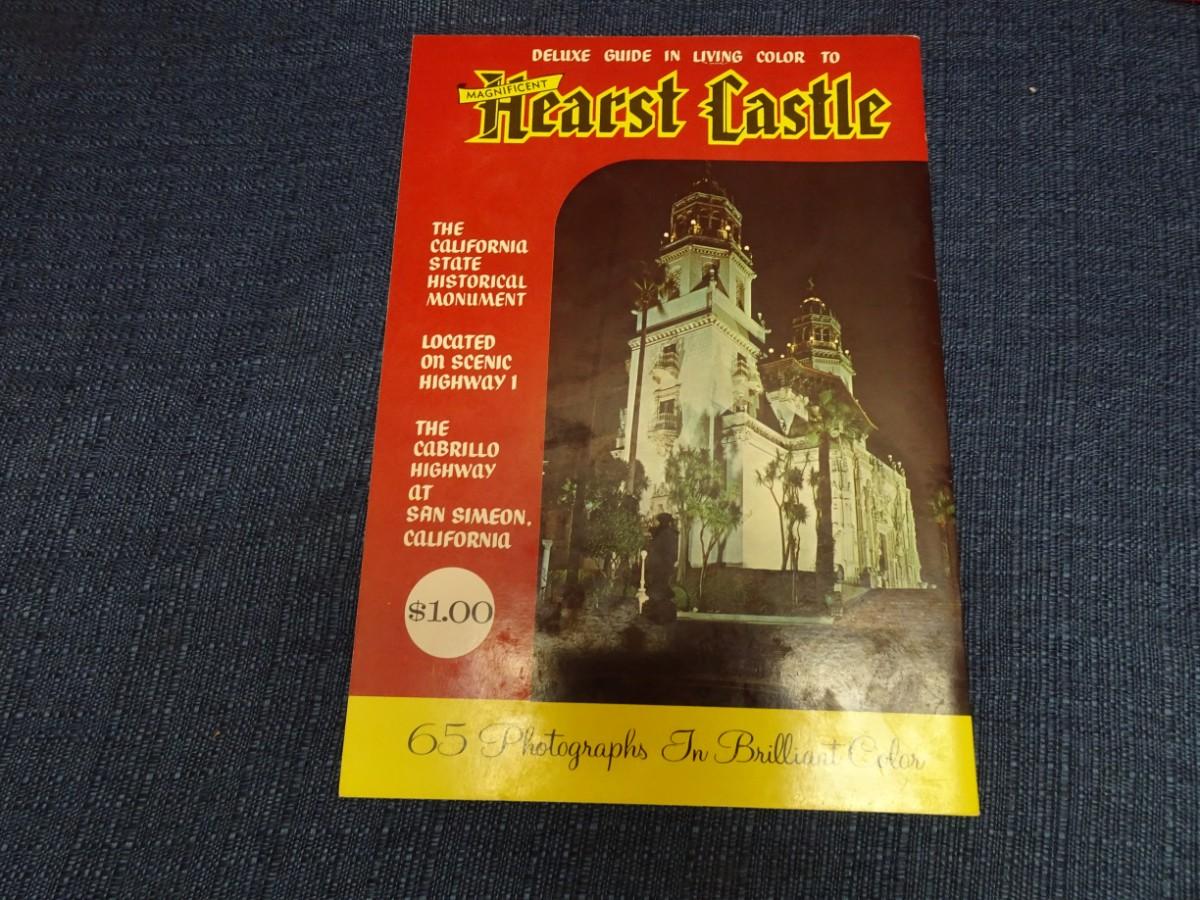 DELUXE GUIDE IN LIVING COLOR TO
MAGNIFICENT
Hearst Castle
THE
CALIFORNIA
STATE
HISTORICAL
MONUMENT
LOCATED
On SCENIC
HIGHWAY 1
THE
CABRILLO
HIGHWAY
AT
SAN SIMEON,
CALIFORNIA
$1.00
65 Photographs In Brilliant Color